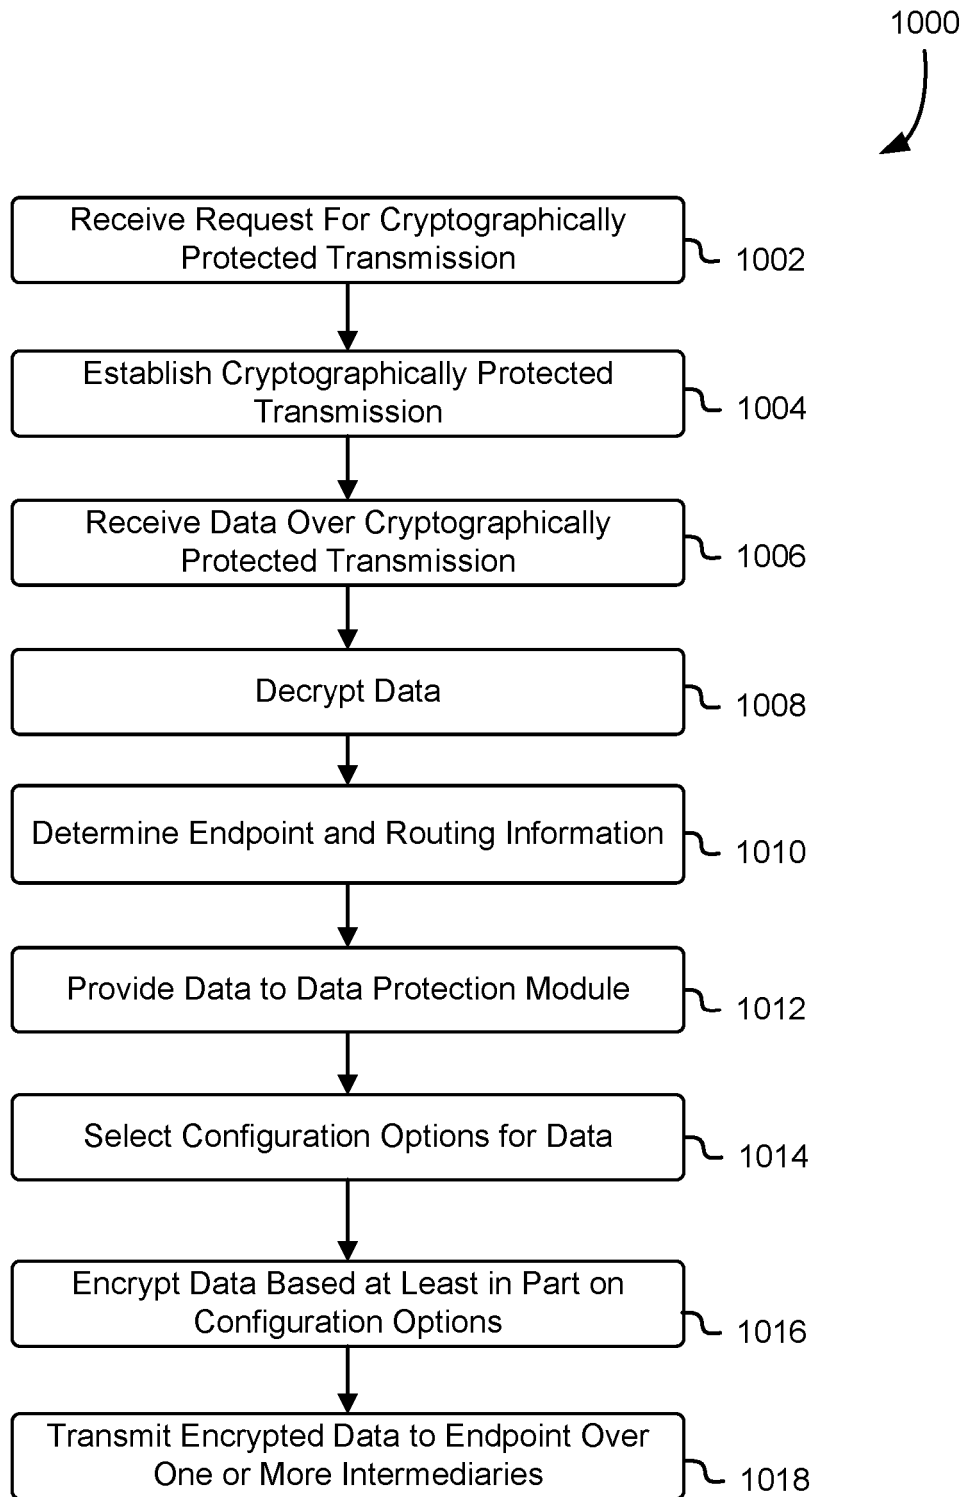 1000
Receive Request For Cryptographically
Protected Transmission
1002
Establish Cryptographically Protected
Transmission
1004
Receive Data Over Cryptographically
Protected Transmission
1006
Decrypt Data
1008
Determine Endpoint and Routing Information
1010
Provide Data to Data Protection Module
1012
Select Configuration Options for Data
1014
Encrypt Data Based at Least in Part on
Configuration Options
1016
Transmit Encrypted Data to Endpoint Over
One or More Intermediaries
1018